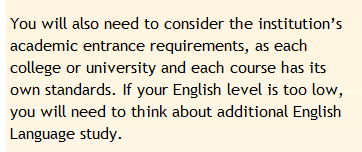 You will also need to consider the institution's
academic entrance requirements, as each
college or university and each course has its
own standards. If your English level is too low,
you will need to think about additional English
Language study.